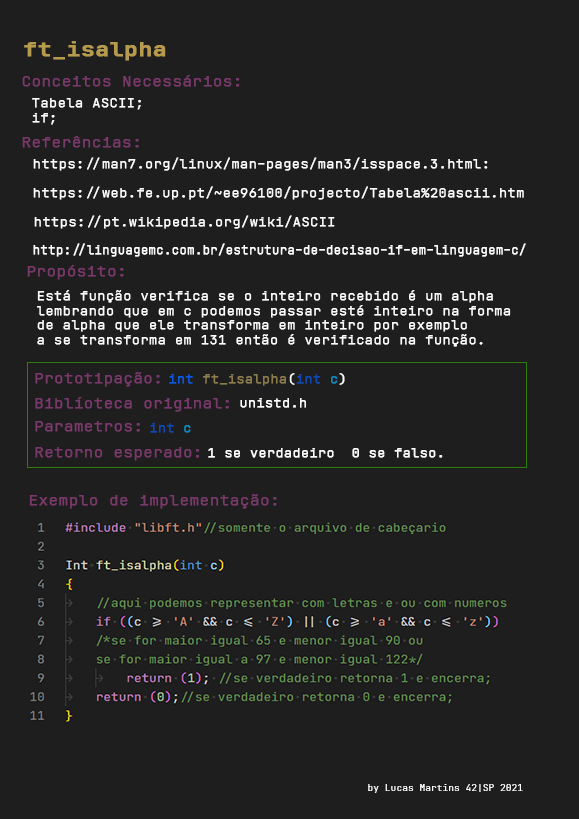 ft_isalpha
Conceitos Necessários:
Tabela ASCII;
if;
Referências:
https://man7.org/linux/man-pages/man3/isspace.3.html:
https://web.fe.up.pt/~ee96100/projecto/Tabela%20ascii.htm
https://pt.wikipedia.org/wiki/ASCII
http://linguagemc.com.br/estrutura-de-decisao-if-em-linguagem-c/
Propósito:
Está função verifica se o inteiro recebido é um alpha
lembrando que em c podemos passar esté inteiro na forma
de alpha que ele transforma em inteiro por exemplo
a se transforma em 131 então é verificado na função.
Prototipação: int ft_isalpha(int c)
Biblioteca original: unistd.h
Parametros: int c
Retorno esperado: 1 se verdadeiro 0 se falso.
Exemplo de implementação:
1 #include "libft.h"//somente o arquivo de cabeçario
2
3 Int ft_isalpha(int c)
4 {
5 //aqui podemos representar com letras e ou com numeros
6 if ((c >= 'A' && c <= 'Z') || (c >= 'a' && c <= 'z'))
7 /*se for maior igual 65 e menor igual 90 ou
8 se for maior igual a 97 e menor igual 122*/
9 return (1); //se verdadeiro retorna 1 e encerra;
10 return (0);//se verdadeiro retorna 0 e encerra;
11 }
by Lucas Martins 42|SP 2021